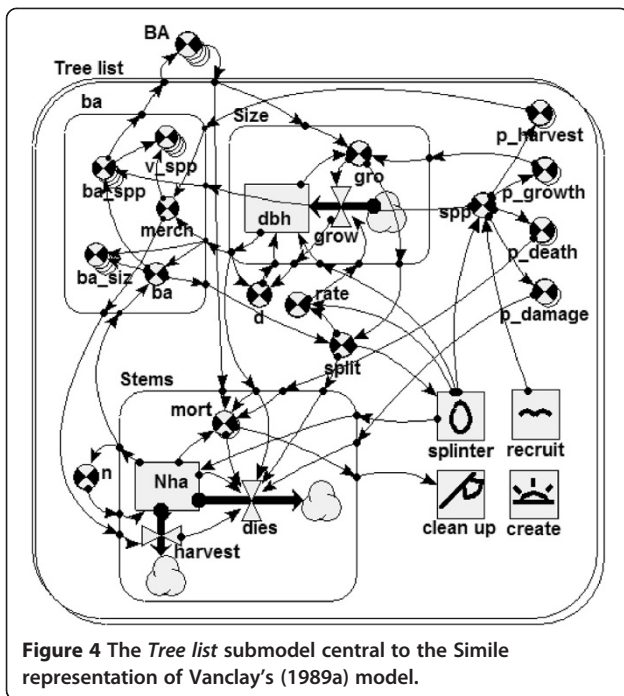 BA
Tree list
ba
Size
p_harvest
v_spp
gro
ba_spp
p_growth
spp
dbh
merch
grow
p_death
ba_siz
ba
d
rate
p_damage
split
Stems
mort
splinter
recruit
n
Nha
dies
clean up
create
harvest
Figure 4 The Tree list submodel central to the Simile
representation of Vanclay's (1989a) model.